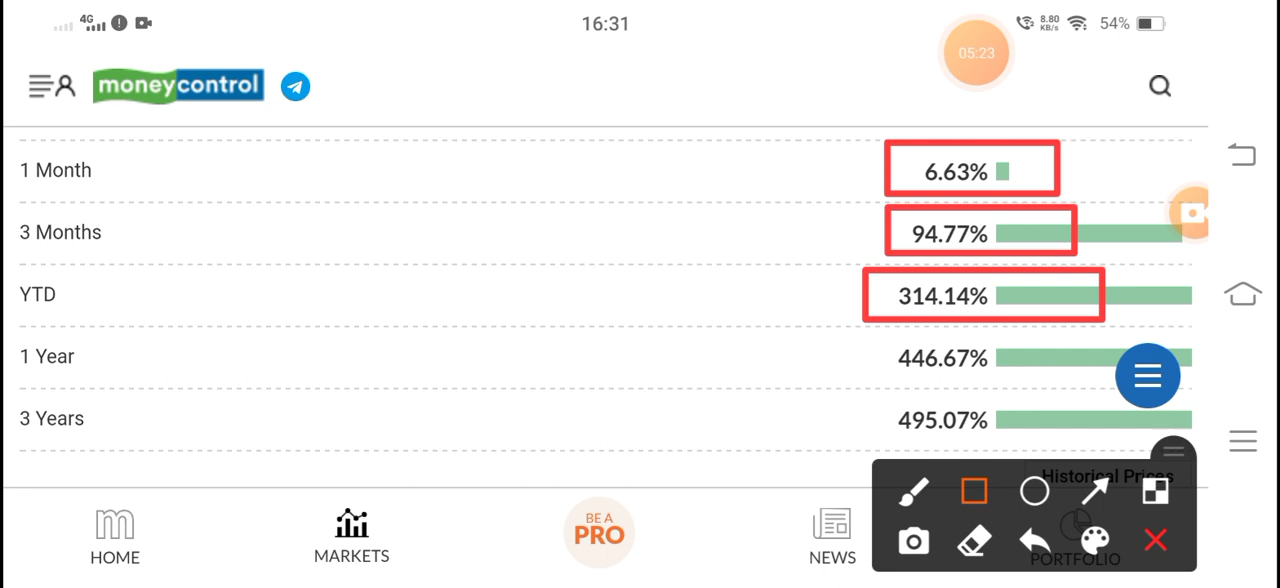 4G
16:31
8.80
KB/s
54%
05:23
moneycontrol
1 Month 6.63%
3 Months 94.77%
YTD 314.14%
1 Year 446.67%
3 Years 495.07%
Historical Prices
HOME
MARKETS
BE A
PRO
NEWS
PORTFOLIO